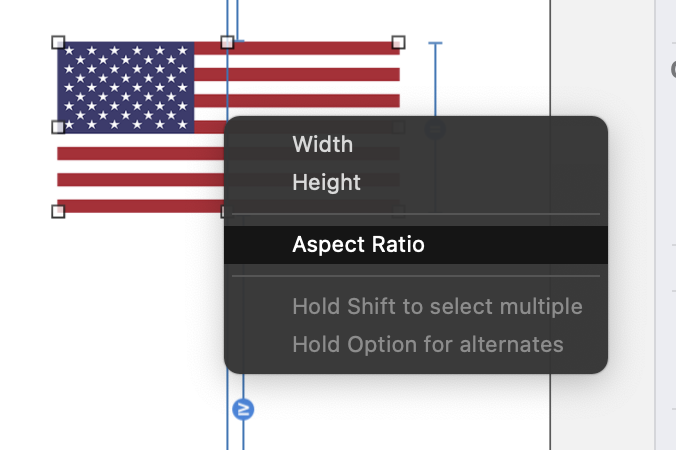 Width
Height
Aspect Ratio
Hold Shift to select multiple
Hold Option for alternates